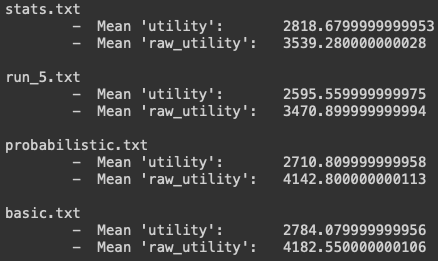 stats.txt
- Mean 'utility': 2818.6799999999953
- Mean 'raw_utility': 3539.280000000028
run_5.txt
- Mean 'utility': 2595.559999999975
- Mean 'raw_utility': 3470.899999999994
probabilistic.txt
- Mean 'utility': 2710.809999999958
- Mean 'raw_utility': 4142.800000000113
basic.txt
- Mean 'utility': 2784.079999999956
- Mean 'raw_utility': 4182.550000000106